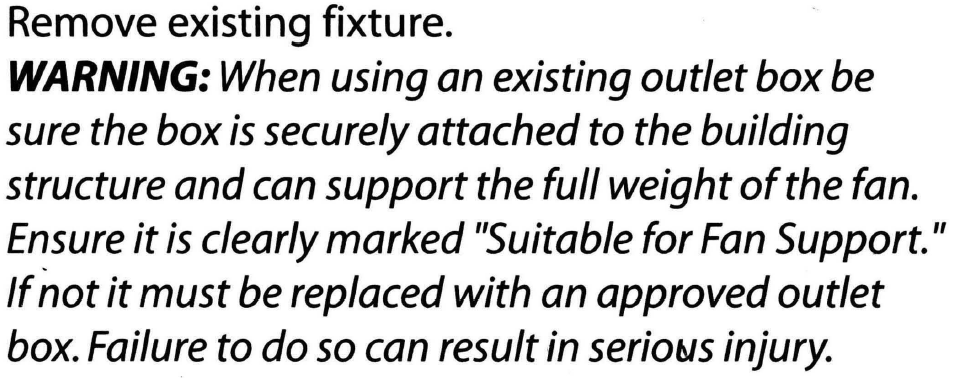 Remove existing fixture.
WARNING: When using an existing outlet box be
sure the box is securely attached to the building
structure and can support the full weight of the fan.
Ensure it is clearly marked "Suitable for Fan Support."
If not it must be replaced with an approved outlet
box. Failure to do so can result in serious injury.